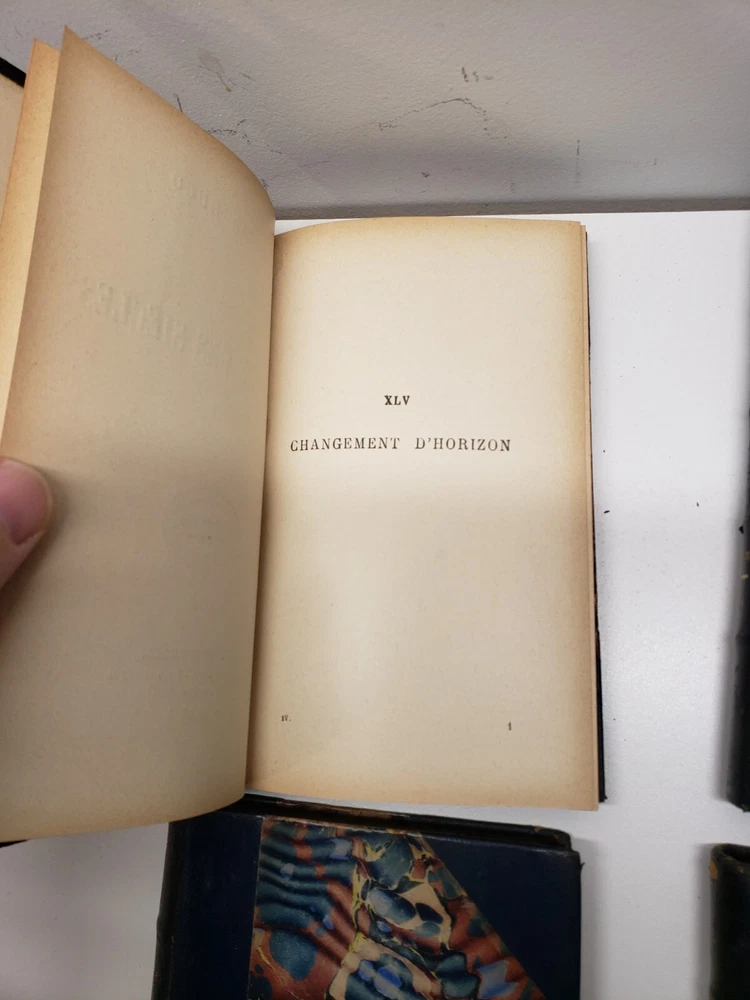 XLV
CHANGEMENT D'HORIZON
IV.
1